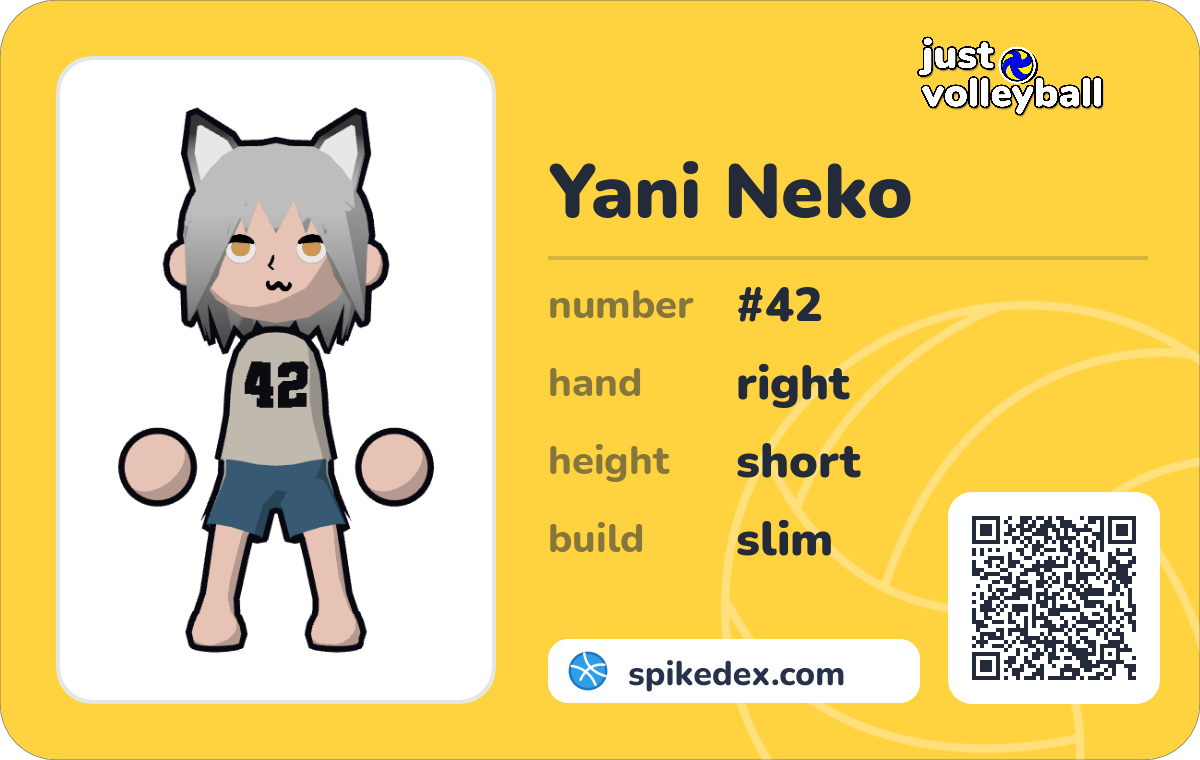 just
volleyball
Yani Neko
number #42
hand right
height short
build slim
42
spikedex.com